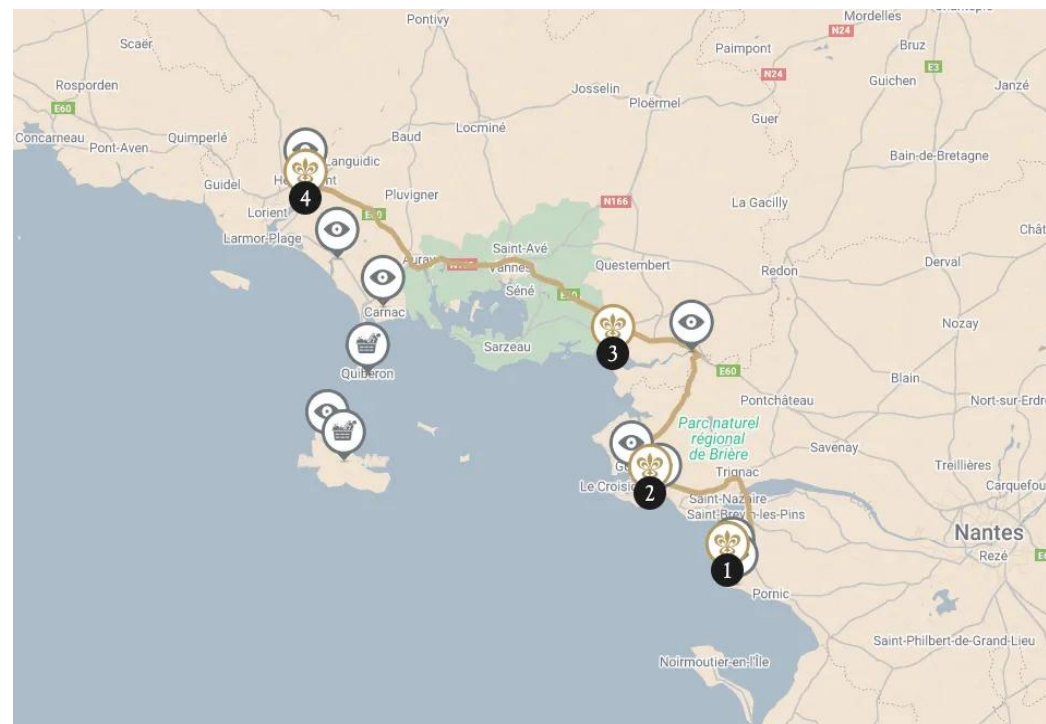 Pontivy
Mordelles
N24
Scaër
Bruz
Paimpont
E3
N24
Guichen
Janzé
Rosporden
Josselin
E60
Ploërmel
Guer
Concarneau
Quimperlé
Baud
Locminé
Pont-Aven
Bain-de-Bretagne
Languidic
Guidel
Pluvigner
4
N166
La Gacilly
Lorient
Larmor-Plage
Saint-Avé
Auray
Vannes
Questembert
Redon
Derval
Séné
Carnac
Nozay
Sarzeau
3
Quiberon
E60
Blain
Pontchâteau
Nort-sur-Erdre
Parc naturel
régional
de Brière
Savenay
Trignac
Treillières
Le Croisic
2
Carquefou
Saint-Nazaire
Loire
Saint-Brevin-les-Pins
Nantes
Rezé
1
Pornic
Saint-Philbert-de-Grand-Lieu
Noirmoutier-en-l'Île